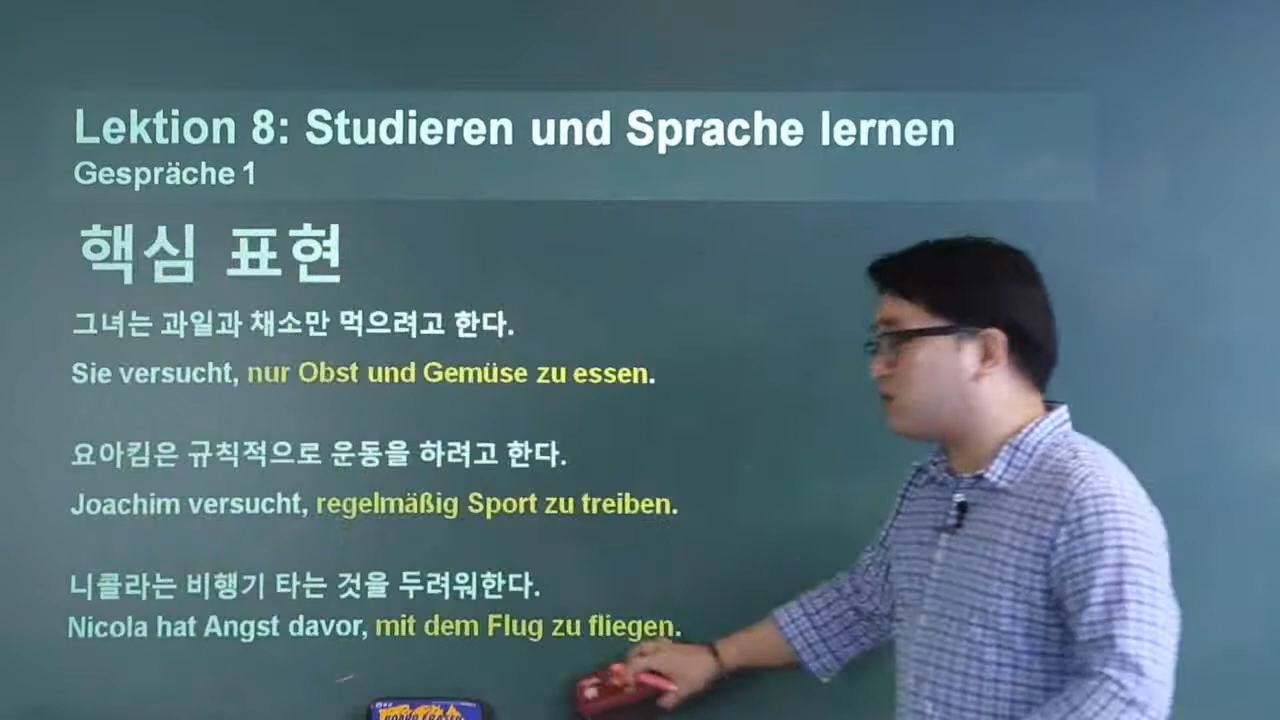 Lektion 8: Studieren und Sprache lernen
Gespräche 1
핵심 표현
그녀는 과일과 채소만 먹으려고 한다.
Sie versucht, nur Obst und Gemüse zu essen.
요아킴은 규칙적으로 운동을 하려고 한다.
Joachim versucht, regelmäßig Sport zu treiben.
니콜라는 비행기 타는 것을 두려워한다.
Nicola hat Angst davor, mit dem Flug zu fliegen.